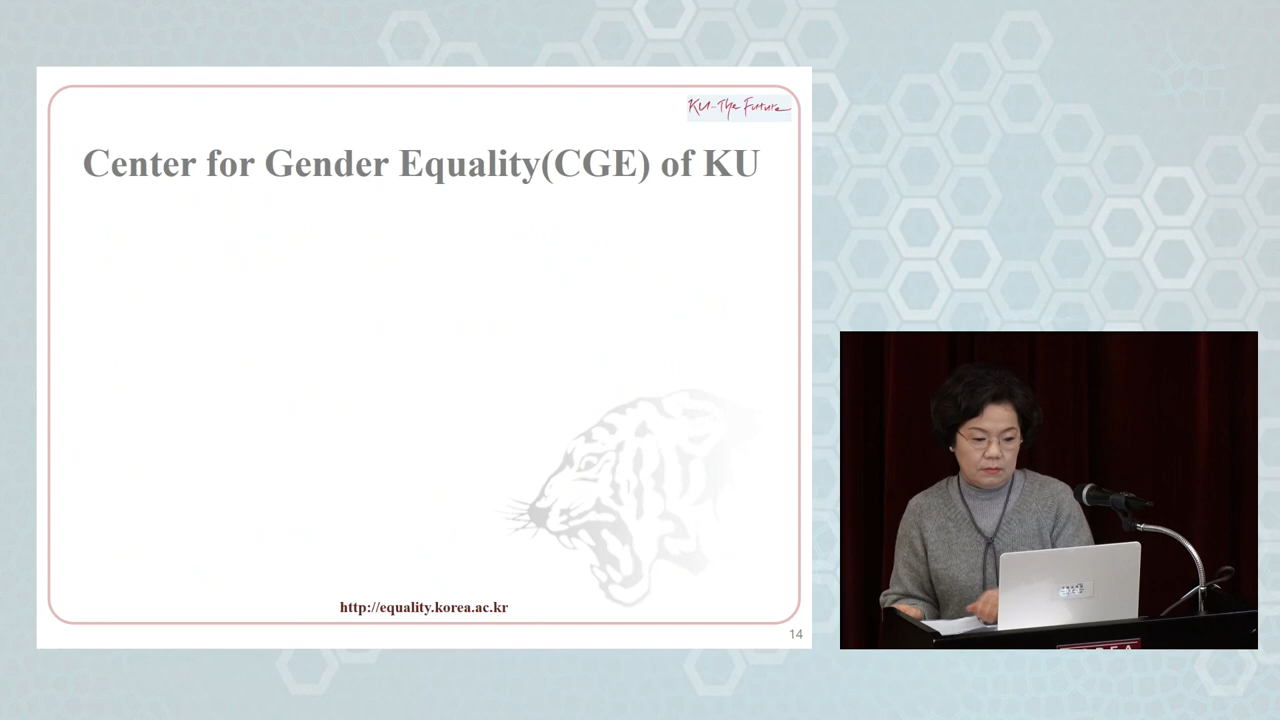 KU-The Future
Center for Gender Equality(CGE) of KU
http://equality.korea.ac.kr
14